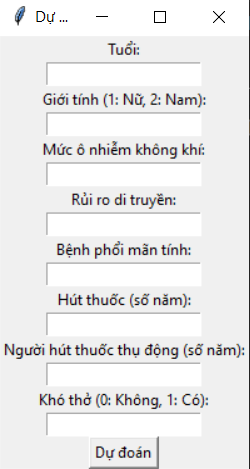 Dự ...
Tuổi:
Giới tính (1: Nữ, 2: Nam):
Mức ô nhiễm không khí:
Rủi ro di truyền:
Bệnh phổi mãn tính:
Hút thuốc (số năm):
Người hút thuốc thụ động (số năm):
Khó thở (0: Không, 1: Có):
Dự đoán